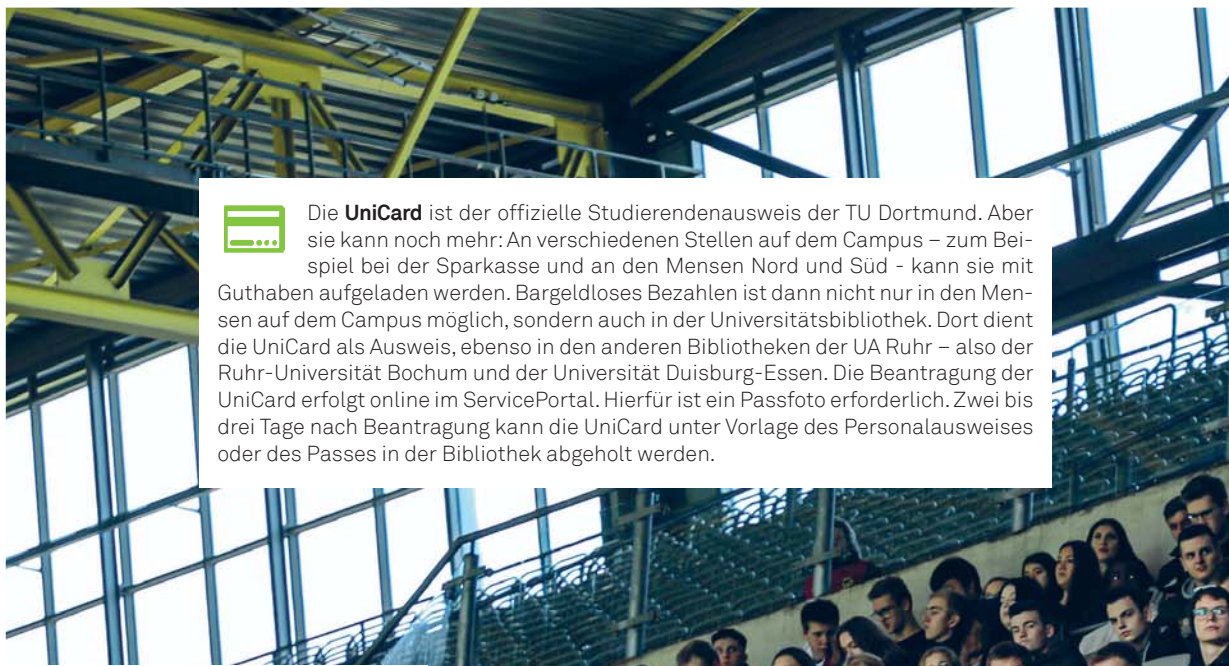 Die UniCard ist der offizielle Studierendenausweis der TU Dortmund. Aber
sie kann noch mehr: An verschiedenen Stellen auf dem Campus – zum Bei-
spiel bei der Sparkasse und an den Mensen Nord und Süd - kann sie mit
Guthaben aufgeladen werden. Bargeldloses Bezahlen ist dann nicht nur in den Men-
sen auf dem Campus möglich, sondern auch in der Universitätsbibliothek. Dort dient
die UniCard als Ausweis, ebenso in den anderen Bibliotheken der UA Ruhr – also der
Ruhr-Universität Bochum und der Universität Duisburg-Essen. Die Beantragung der
UniCard erfolgt online im ServicePortal. Hierfür ist ein Passfoto erforderlich. Zwei bis
drei Tage nach Beantragung kann die UniCard unter Vorlage des Personalausweises
oder des Passes in der Bibliothek abgeholt werden.